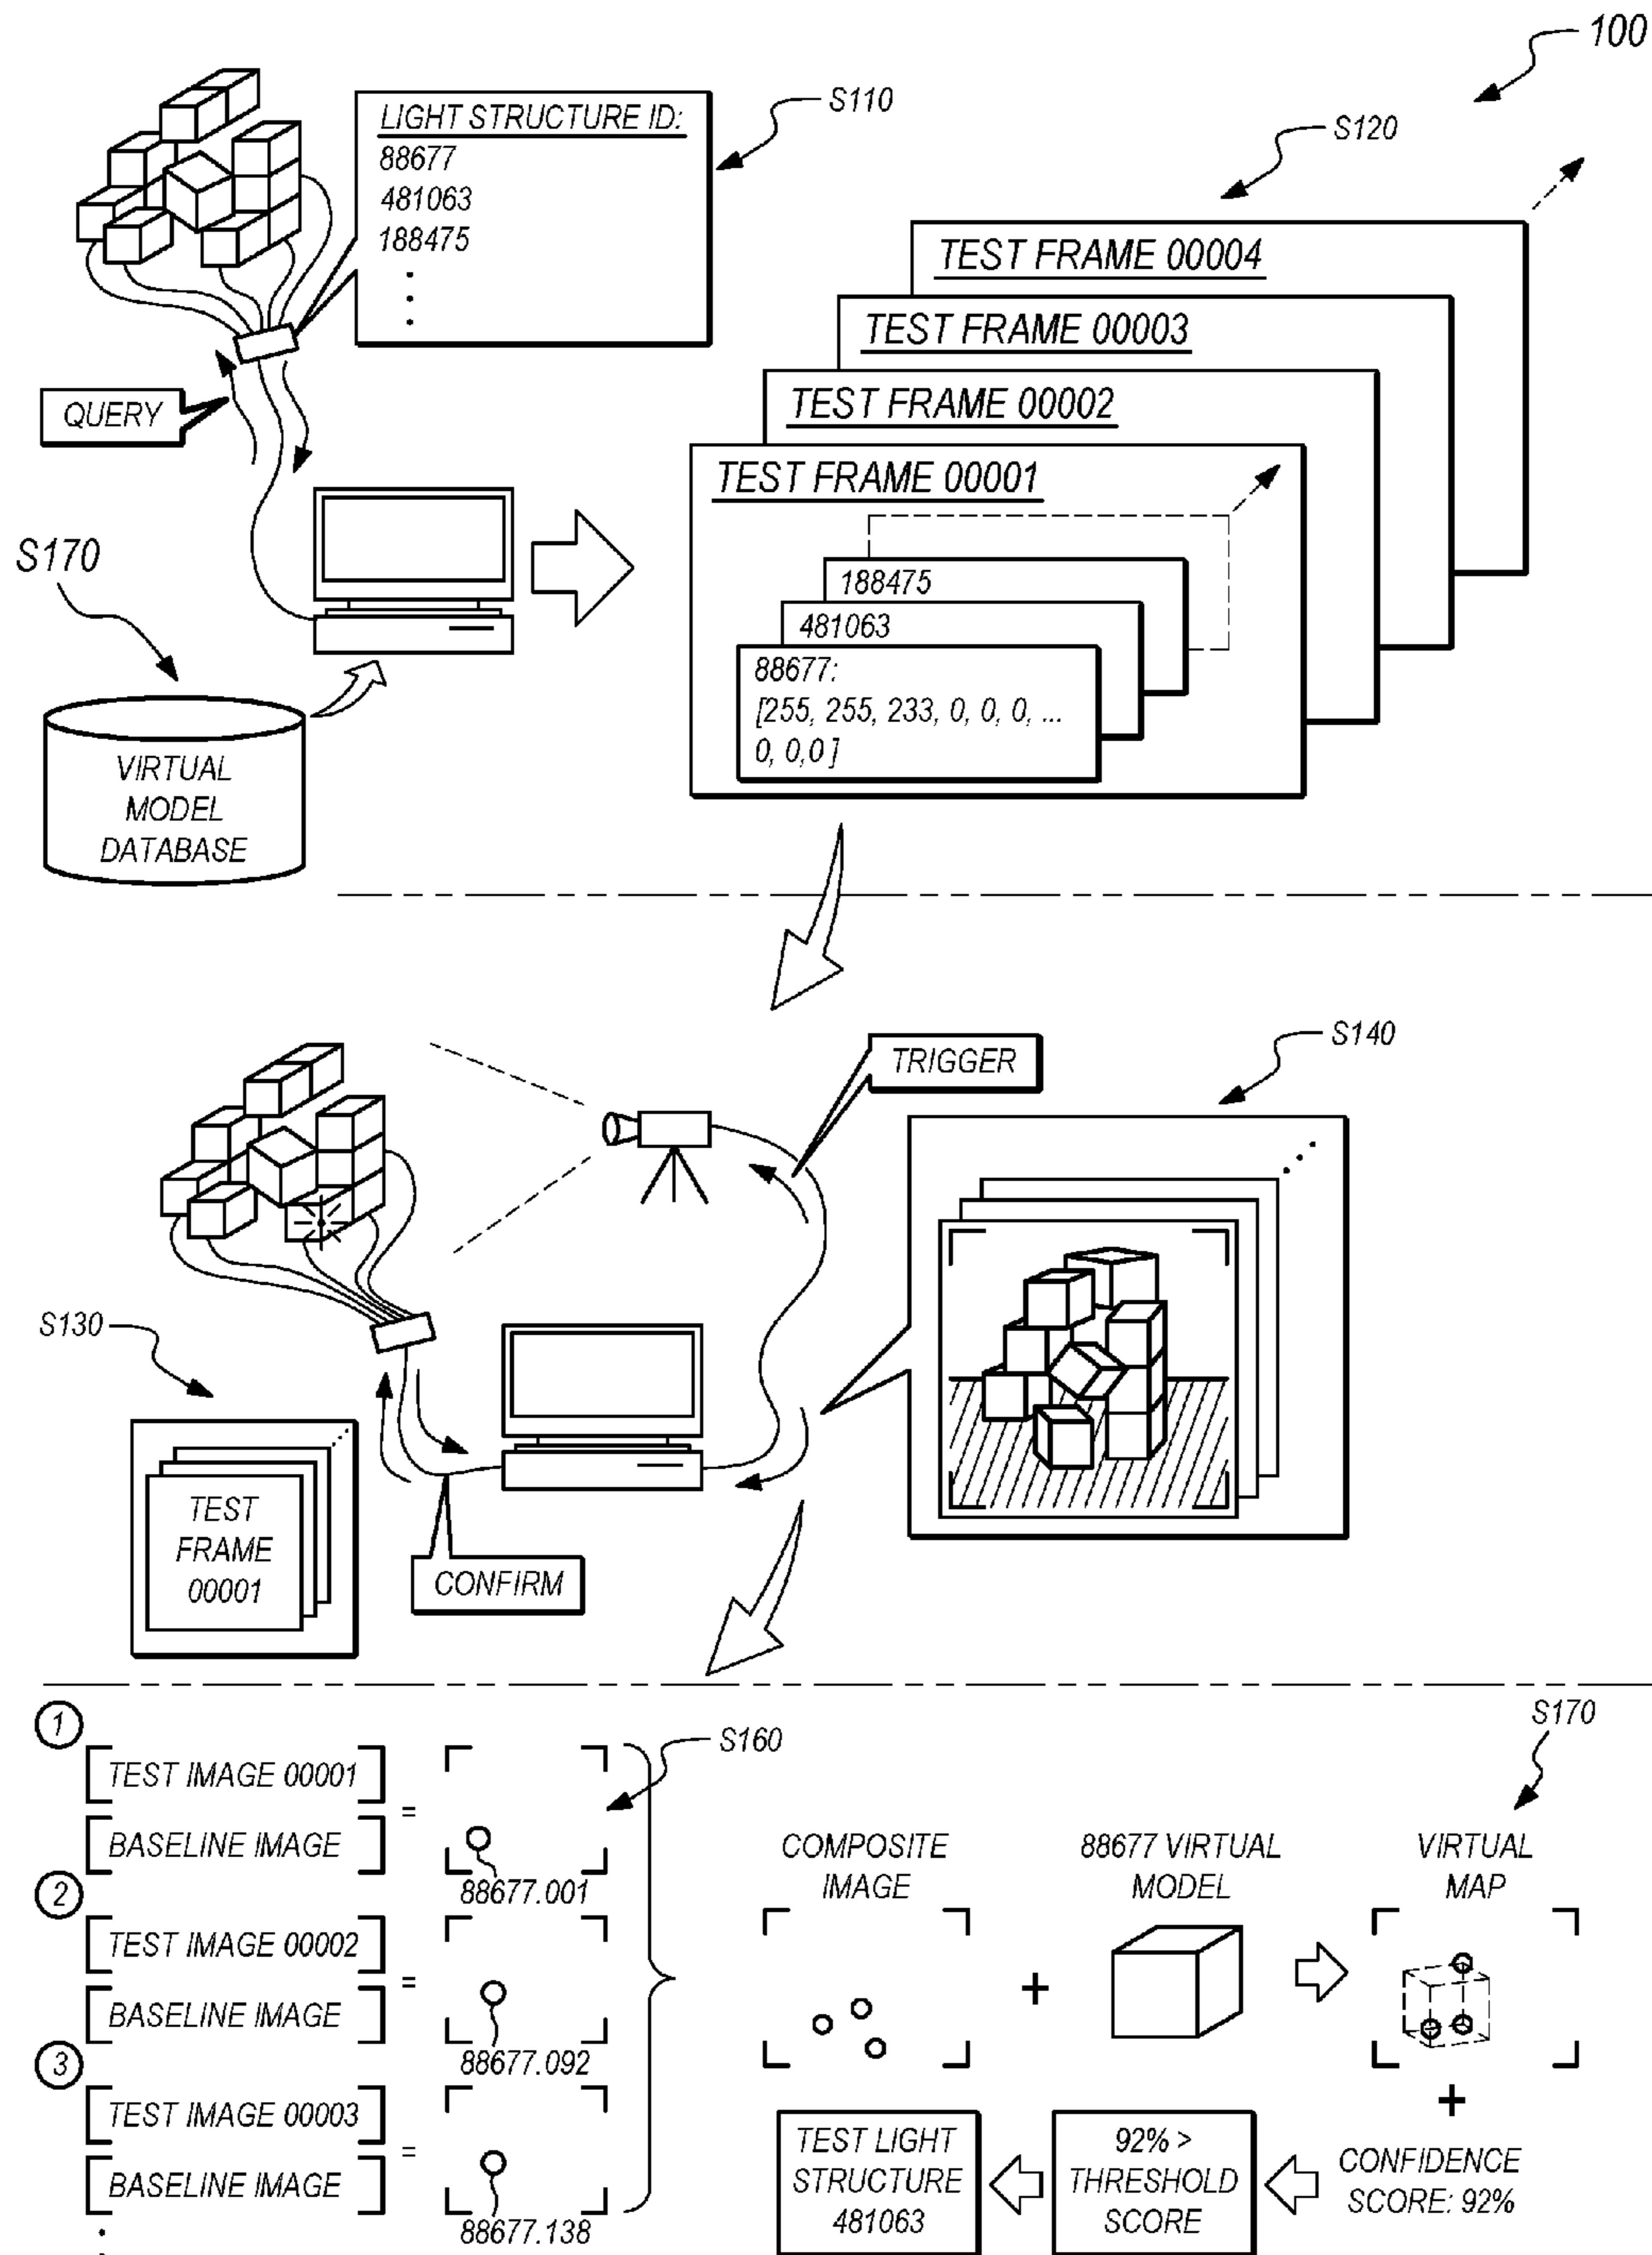 100
LIGHT STRUCTURE ID:
88677
481063
188475
S110
S120
TEST FRAME 00004
TEST FRAME 00003
TEST FRAME 00002
TEST FRAME 00001
188475
481063
88677:
[255, 255, 233, 0, 0, 0, ...
0, 0,0]
QUERY
S170
VIRTUAL
MODEL
DATABASE
TRIGGER
S140
S130
TEST
FRAME
00001
CONFIRM
1
TEST IMAGE 00001
=
BASELINE IMAGE
88677.001
2
TEST IMAGE 00002
=
BASELINE IMAGE
88677.092
3
TEST IMAGE 00003
=
BASELINE IMAGE
88677.138
S160
COMPOSITE
IMAGE
+
88677 VIRTUAL
MODEL
S170
VIRTUAL
MAP
+
CONFIDENCE
SCORE: 92%
92% >
THRESHOLD
SCORE
TEST LIGHT
STRUCTURE
481063